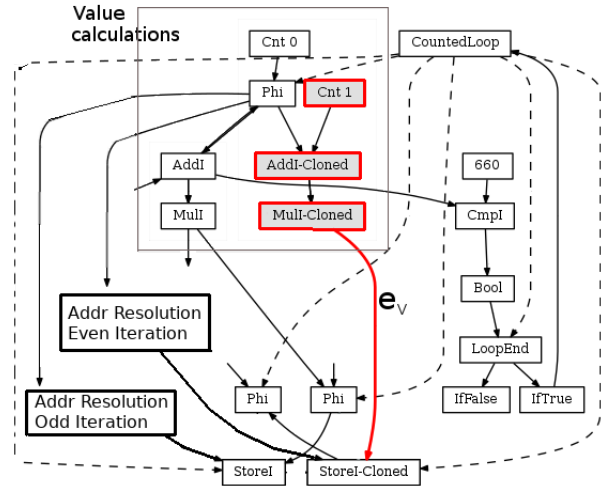 Value
calculations
Cnt 0
CountedLoop
Phi
Cnt 1
AddI
AddI-Cloned
660
MulI
MulI-Cloned
CmpI
Bool
e
v
Addr Resolution
Even Iteration
LoopEnd
Addr Resolution
Odd Iteration
Phi
Phi
IfFalse
IfTrue
StoreI
StoreI-Cloned